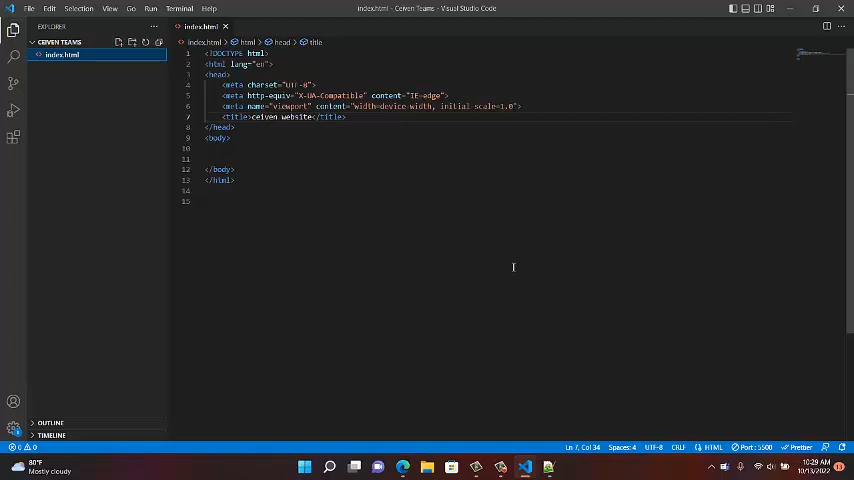 File Edit Selection View Go Run Terminal Help
index.html - Ceiven Teams - Visual Studio Code
EXPLORER
index.html
CEIVEN TEAMS
index.html > html > head > title
index.html
1 <!DOCTYPE html>
2 <html lang="en">
3 <head>
4 <meta charset="UTF-8">
5 <meta http-equiv="X-UA-Compatible" content="IE=edge">
6 <meta name="viewport" content="width=device-width, initial-scale=1.0">
7 <title>ceiven website</title>
8 </head>
9 <body>
10
11
12 </body>
13 </html>
14
15
OUTLINE
TIMELINE
0 0
Ln 7, Col 34 Spaces: 4 UTF-8 CRLF HTML Port : 5500 Prettier
80°F
Mostly cloudy
10:29 AM
10/13/2022